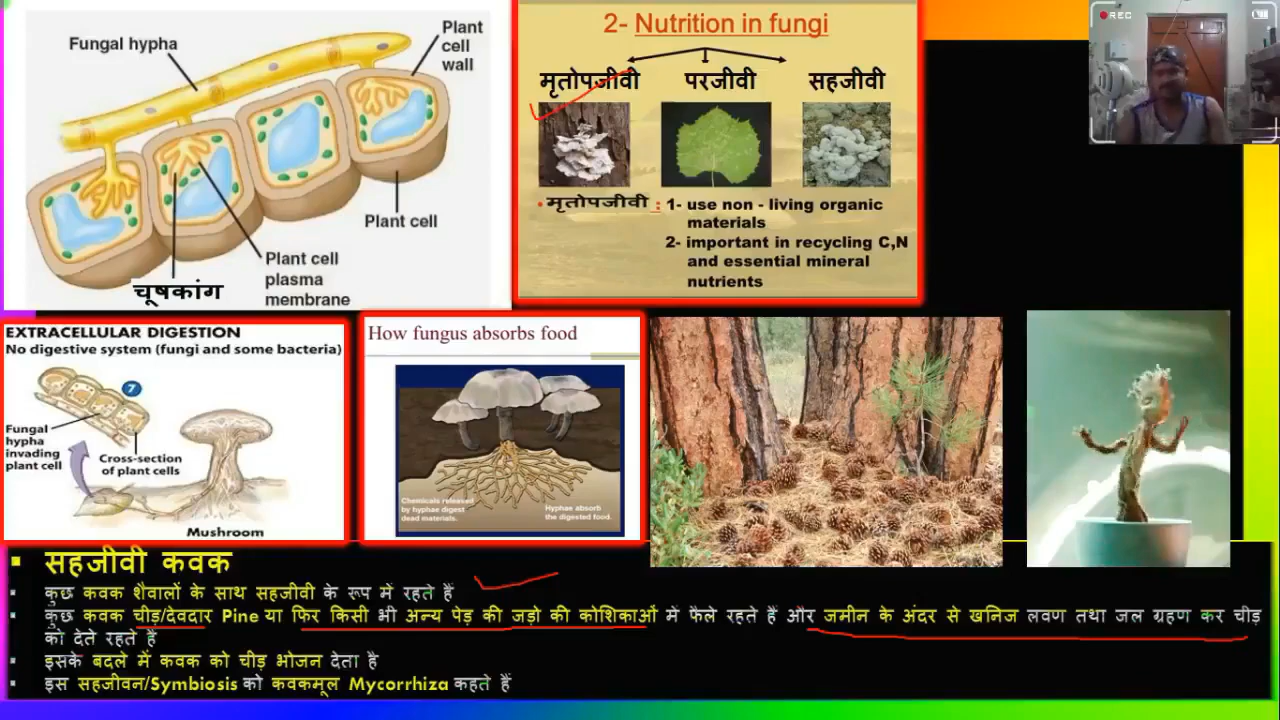 Fungal hypha
Plant
cell
wall
Plant cell
Plant cell
plasma
membrane
चूषकांग
2- Nutrition in fungi
मृतोपजीवी
परजीवी
सहजीवी
• मृतोपजीवी : 1- use non - living organic
materials
2- important in recycling C,N
and essential mineral
nutrients
REC
EXTRACELLULAR DIGESTION
No digestive system (fungi and some bacteria)
7
Fungal
hypha
invading
plant cell
Cross-section
of plant cells
Mushroom
How fungus absorbs food
Chemicals released
by hyphae digest
dead materials.
Hyphae absorb
the digested food.
▪ सहजीवी कवक
▪ कुछ कवक शैवालों के साथ सहजीवी के रूप में रहते हैं
▪ कुछ कवक चीड़/देवदार Pine या फिर किसी भी अन्य पेड़ की जड़ो की कोशिकाओं में फैले रहते हैं और जमीन के अंदर से खनिज लवण तथा जल ग्रहण कर चीड़
को देते रहते हैं
▪ इसके बदले में कवक को चीड़ भोजन देता है
▪ इस सहजीवन/Symbiosis को कवकमूल Mycorrhiza कहते हैं